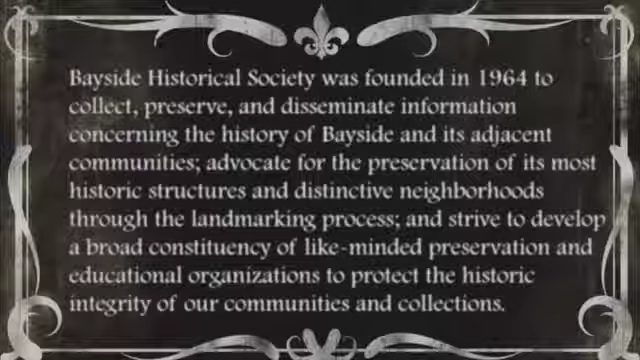 Bayside Historical Society was founded in 1964 to
collect, preserve, and disseminate information
concerning the history of Bayside and its adjacent
communities; advocate for the preservation of its most
historic structures and distinctive neighborhoods
through the landmarking process; and strive to develop
a broad constituency of like-minded preservation and
educational organizations to protect the historic
integrity of our communities and collections.